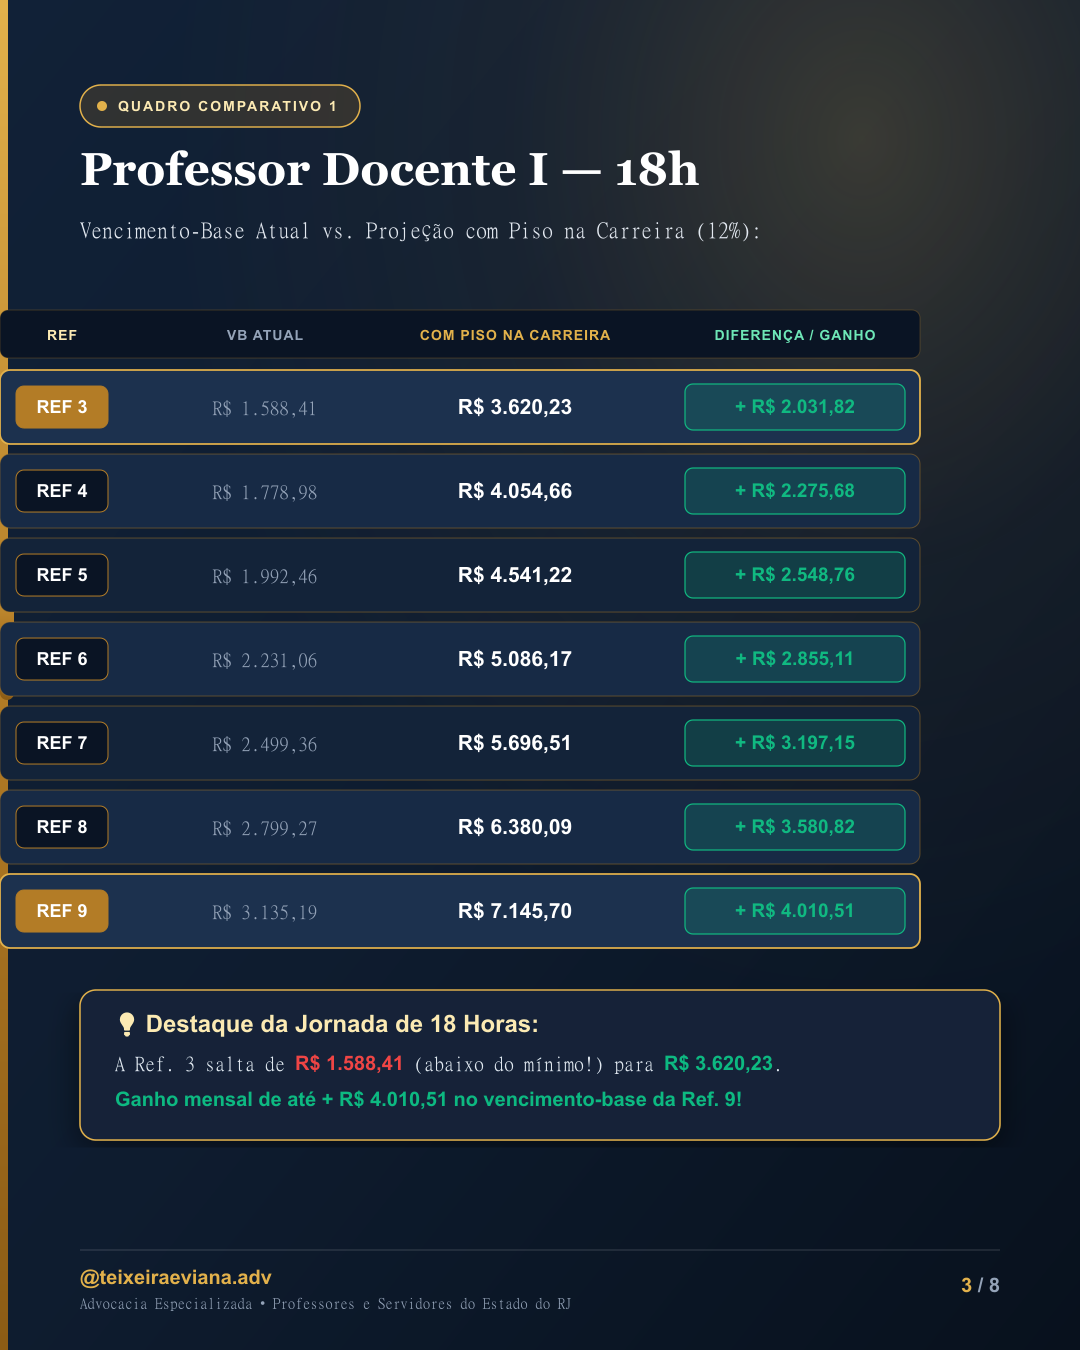 QUADRO COMPARATIVO 1
Professor Docente I — 18h
Vencimento-Base Atual vs. Projeção com Piso na Carreira (12%):
REF VB ATUAL COM PISO NA CARREIRA DIFERENÇA / GANHO
REF 3 R$ 1.588,41 R$ 3.620,23 + R$ 2.031,82
REF 4 R$ 1.778,98 R$ 4.054,66 + R$ 2.275,68
REF 5 R$ 1.992,46 R$ 4.541,22 + R$ 2.548,76
REF 6 R$ 2.231,06 R$ 5.086,17 + R$ 2.855,11
REF 7 R$ 2.499,36 R$ 5.696,51 + R$ 3.197,15
REF 8 R$ 2.799,27 R$ 6.380,09 + R$ 3.580,82
REF 9 R$ 3.135,19 R$ 7.145,70 + R$ 4.010,51
Destaque da Jornada de 18 Horas:
A Ref. 3 salta de R$ 1.588,41 (abaixo do mínimo!) para R$ 3.620,23.
Ganho mensal de até + R$ 4.010,51 no vencimento-base da Ref. 9!
@teixeiraeviana.adv
Advocacia Especializada • Professores e Servidores do Estado do RJ
3 / 8